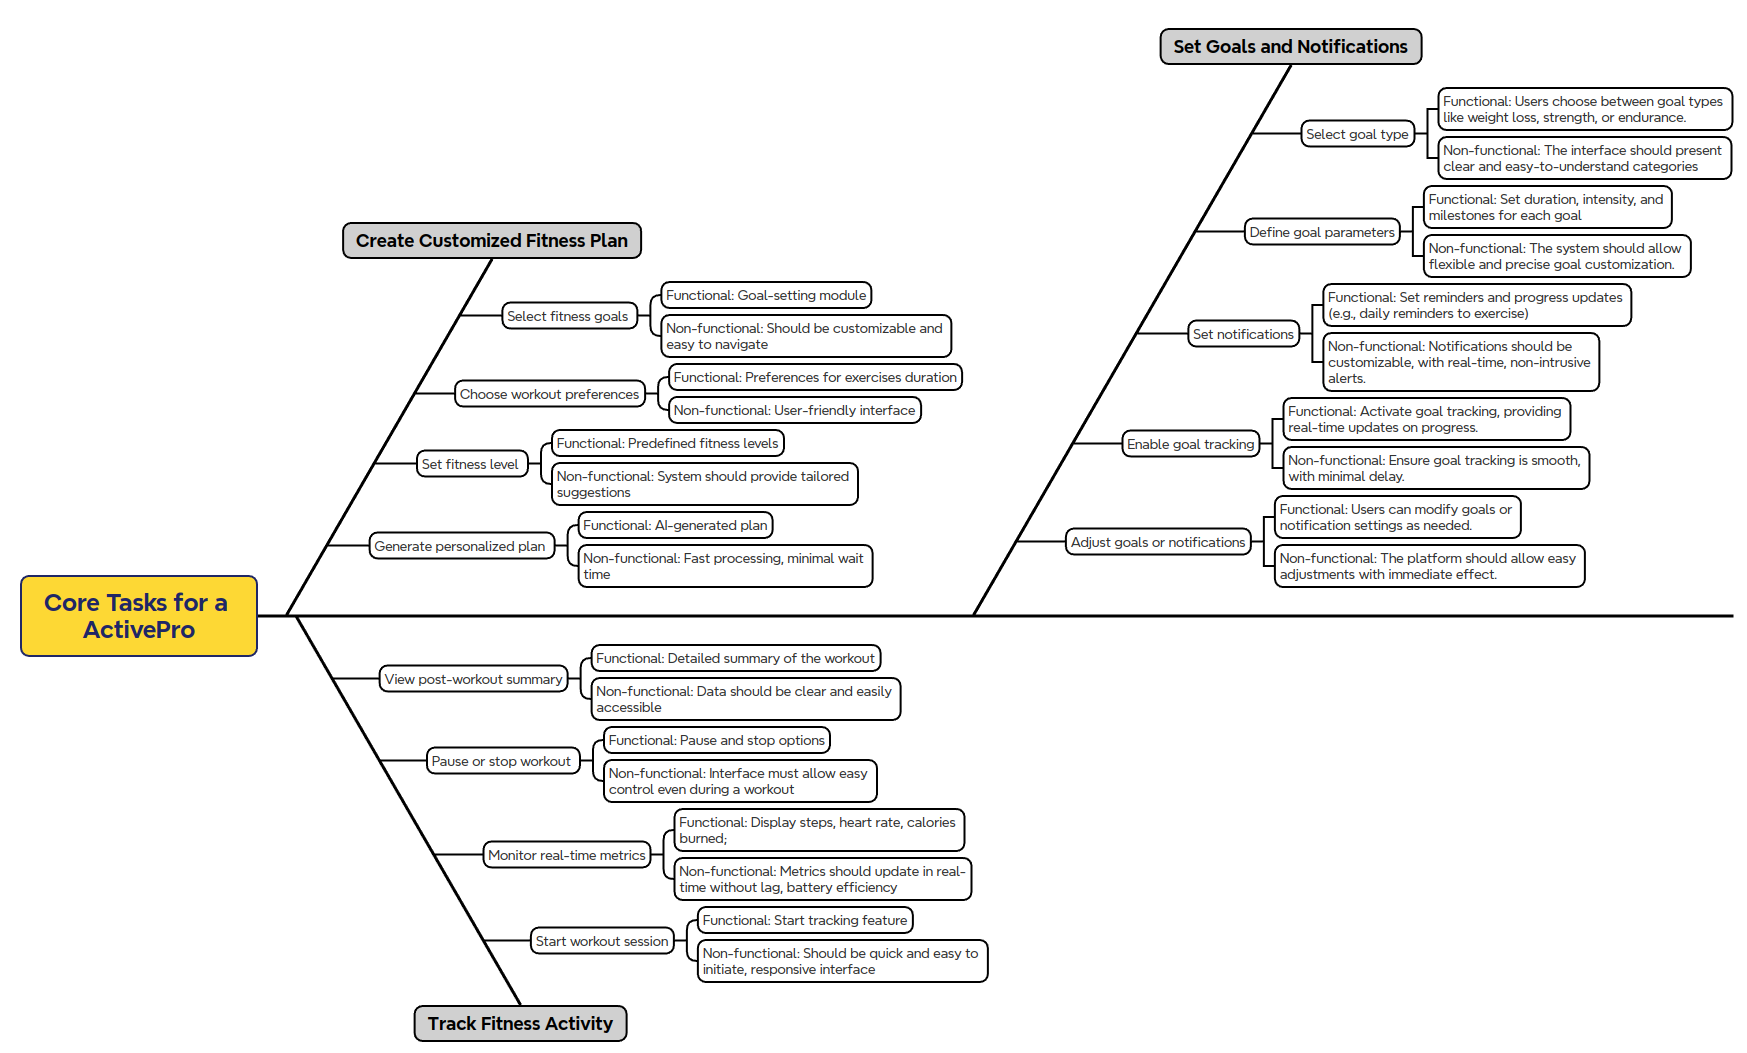 Set Goals and Notifications
Select goal type
Functional: Users choose between goal types
like weight loss, strength, or endurance.
Non-functional: The interface should present
clear and easy-to-understand categories
Define goal parameters
Functional: Set duration, intensity, and
milestones for each goal
Non-functional: The system should allow
flexible and precise goal customization.
Set notifications
Functional: Set reminders and progress updates
(e.g., daily reminders to exercise)
Non-functional: Notifications should be
customizable, with real-time, non-intrusive
alerts.
Enable goal tracking
Functional: Activate goal tracking, providing
real-time updates on progress.
Non-functional: Ensure goal tracking is smooth,
with minimal delay.
Adjust goals or notifications
Functional: Users can modify goals or
notification settings as needed.
Non-functional: The platform should allow easy
adjustments with immediate effect.
Create Customized Fitness Plan
Select fitness goals
Functional: Goal-setting module
Non-functional: Should be customizable and
easy to navigate
Choose workout preferences
Functional: Preferences for exercises duration
Non-functional: User-friendly interface
Set fitness level
Functional: Predefined fitness levels
Non-functional: System should provide tailored
suggestions
Generate personalized plan
Functional: AI-generated plan
Non-functional: Fast processing, minimal wait
time
Core Tasks for a
ActivePro
View post-workout summary
Functional: Detailed summary of the workout
Non-functional: Data should be clear and easily
accessible
Pause or stop workout
Functional: Pause and stop options
Non-functional: Interface must allow easy
control even during a workout
Monitor real-time metrics
Functional: Display steps, heart rate, calories
burned;
Non-functional: Metrics should update in real-
time without lag, battery efficiency
Start workout session
Functional: Start tracking feature
Non-functional: Should be quick and easy to
initiate, responsive interface
Track Fitness Activity